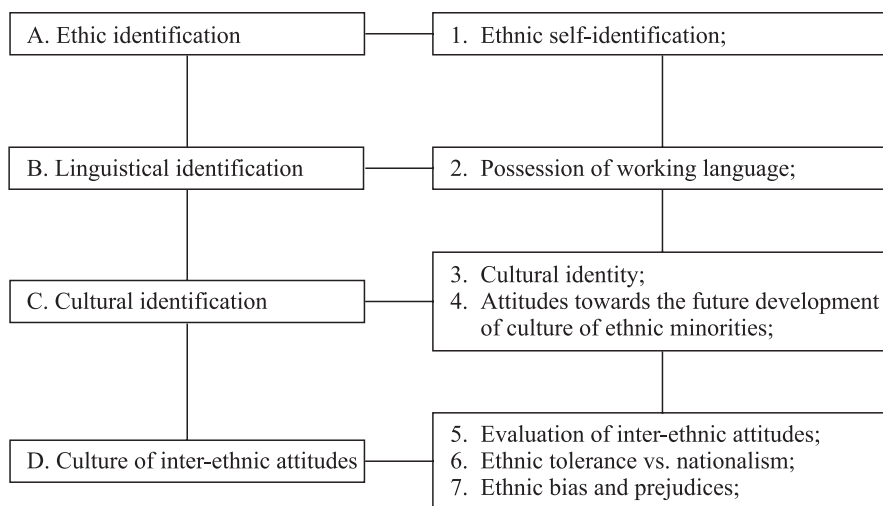 A. Ethic identification
1. Ethnic self-identification;
B. Linguistical identification
2. Possession of working language;
C. Cultural identification
3. Cultural identity;
4. Attitudes towards the future development
of culture of ethnic minorities;
D. Culture of inter-ethnic attitudes
5. Evaluation of inter-ethnic attitudes;
6. Ethnic tolerance vs. nationalism;
7. Ethnic bias and prejudices;